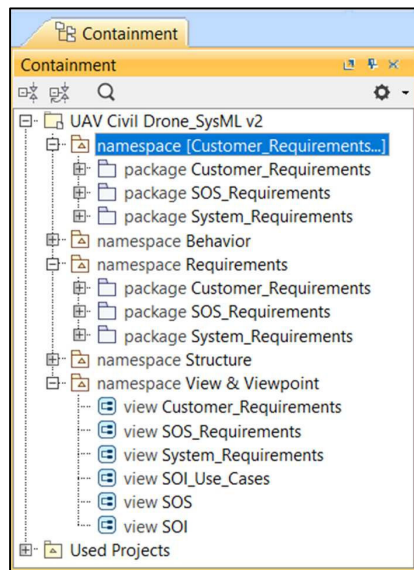 Containment
Containment
UAV Civil Drone_SysML v2
namespace [Customer_Requirements...]
package Customer_Requirements
package SOS_Requirements
package System_Requirements
namespace Behavior
namespace Requirements
package Customer_Requirements
package SOS_Requirements
package System_Requirements
namespace Structure
namespace View & Viewpoint
view Customer_Requirements
view SOS_Requirements
view System_Requirements
view SOI_Use_Cases
view SOS
view SOI
Used Projects